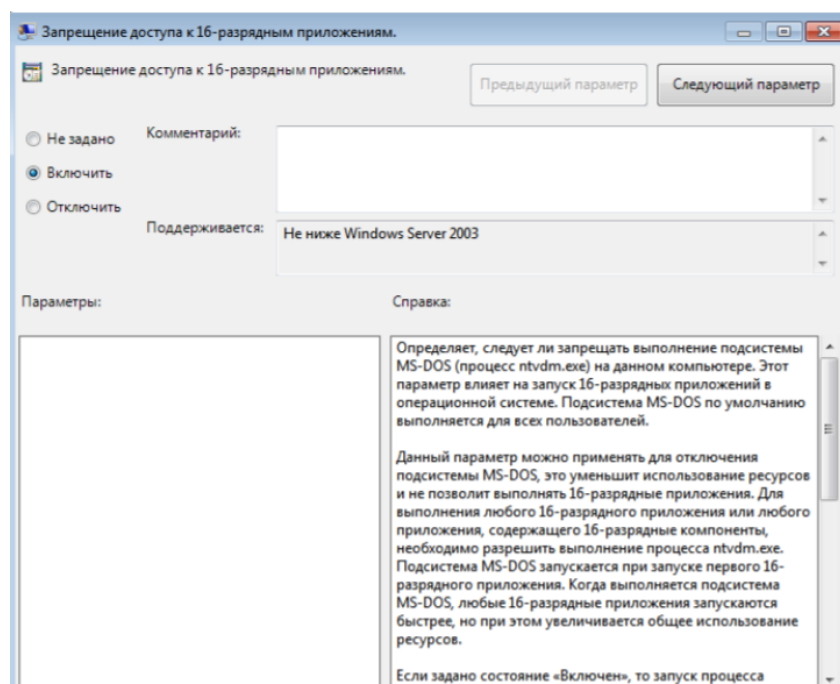 Запрещение доступа к 16-разрядным приложениям.
Запрещение доступа к 16-разрядным приложениям.
Предыдущий параметр
Следующий параметр
Не задано
Комментарий:
Включить
Отключить
Поддерживается:
Не ниже Windows Server 2003
Параметры:
Справка:
Определяет, следует ли запрещать выполнение подсистемы
MS-DOS (процесс ntvdm.exe) на данном компьютере. Этот
параметр влияет на запуск 16-разрядных приложений в
операционной системе. Подсистема MS-DOS по умолчанию
выполняется для всех пользователей.
Данный параметр можно применять для отключения
подсистемы MS-DOS, это уменьшит использование ресурсов
и не позволит выполнять 16-разрядные приложения. Для
выполнения любого 16-разрядного приложения или любого
приложения, содержащего 16-разрядные компоненты,
необходимо разрешить выполнение процесса ntvdm.exe.
Подсистема MS-DOS запускается при запуске первого 16-
разрядного приложения. Когда выполняется подсистема
MS-DOS, любые 16-разрядные приложения запускаются
быстрее, но при этом увеличивается общее использование
ресурсов.
Если задано состояние «Включен», то запуск процесса